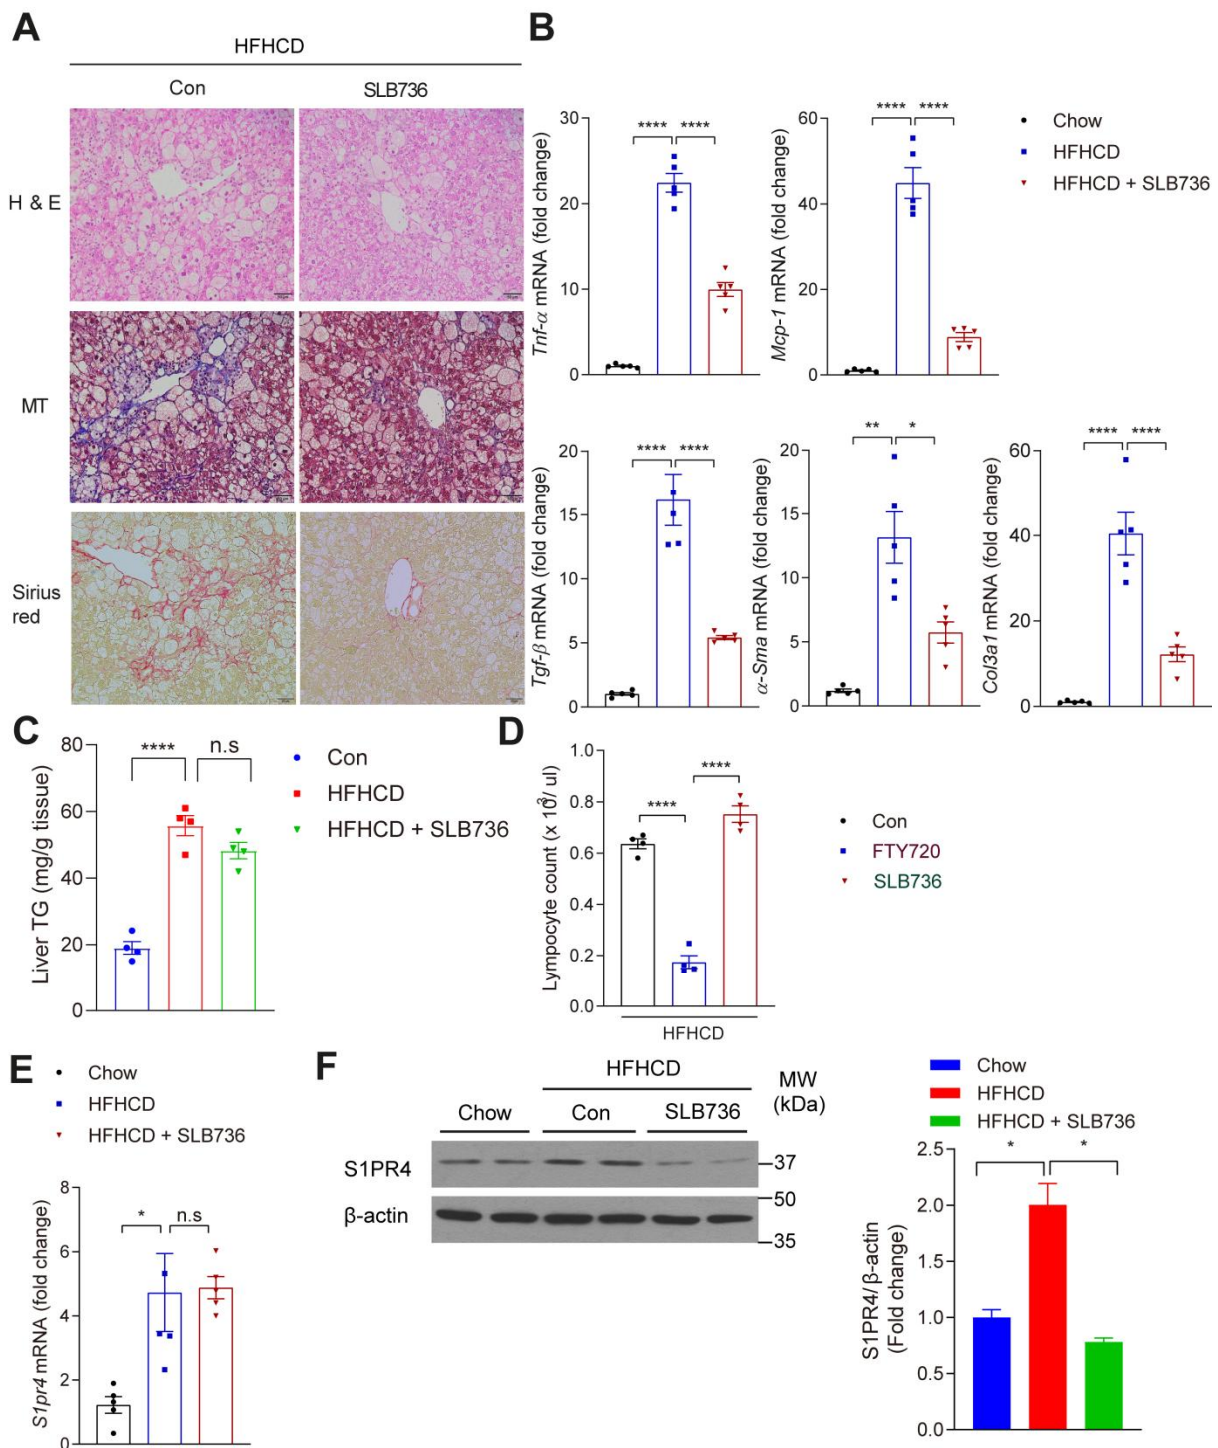 A
HFHCD
Con
SLB736
H & E
MT
Sirius
red
B
Tnf-α mRNA (fold change)
30
20
10
0
**** ****
Mcp-1 mRNA (fold change)
60
40
20
0
**** ****
Chow
HFHCD
HFHCD + SLB736
Tgf-β mRNA (fold change)
20
15
10
5
0
**** ****
α-Sma mRNA (fold change)
20
15
10
5
0
** *
Col3a1 mRNA (fold change)
60
40
20
0
**** ****
C
Liver TG (mg/g tissue)
80
60
40
20
0
**** n.s
Con
HFHCD
HFHCD + SLB736
D
Lympocyte count (x 10³/ ul)
1.0
0.8
0.6
0.4
0.2
0.0
**** ****
HFHCD
Con
FTY720
SLB736
E
Chow
HFHCD
HFHCD + SLB736
S1pr4 mRNA (fold change)
8
6
4
2
0
* n.s
F
HFHCD
Chow
Con
SLB736
MW
(kDa)
S1PR4
37
50
β-actin
35
Chow
HFHCD
HFHCD + SLB736
S1PR4/β-actin
(Fold change)
2.5
2.0
1.5
1.0
0.5
0.0
* *